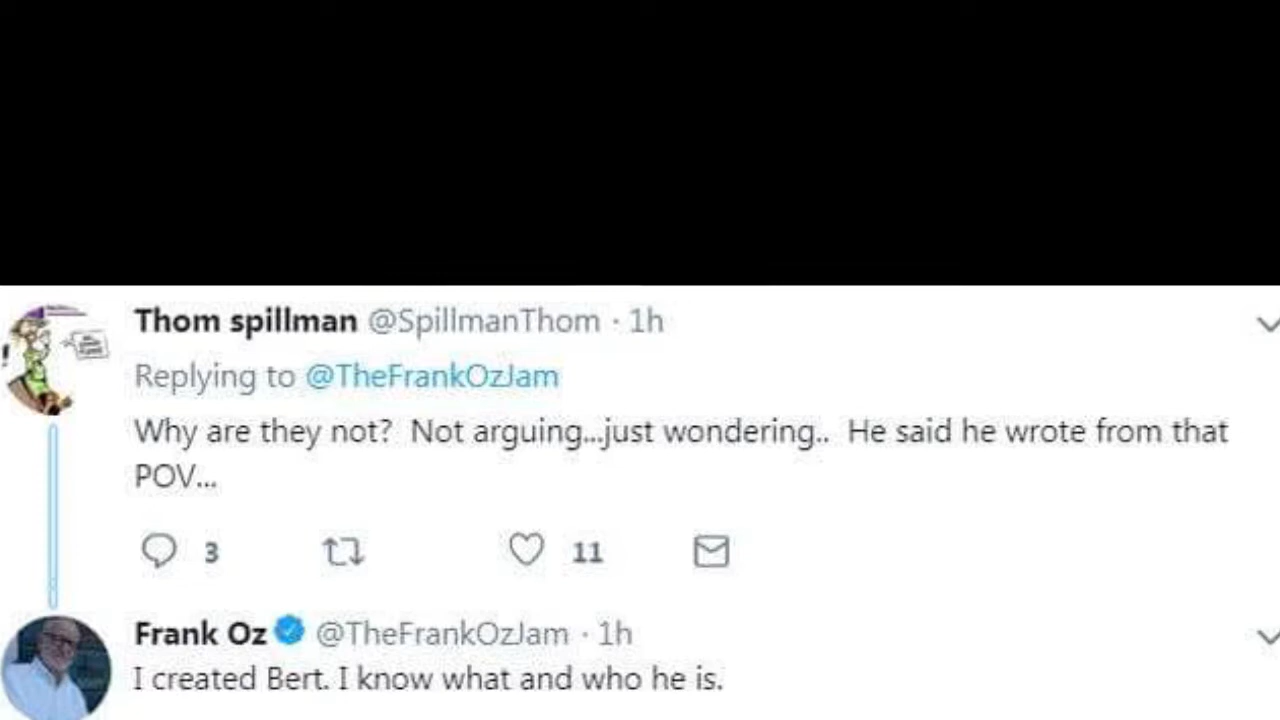 Thom spillman @SpillmanThom · 1h
Replying to @TheFrankOzJam
Why are they not?  Not arguing...just wondering..  He said he wrote from that
POV...
3 11
Frank Oz @TheFrankOzJam · 1h
I created Bert. I know what and who he is.